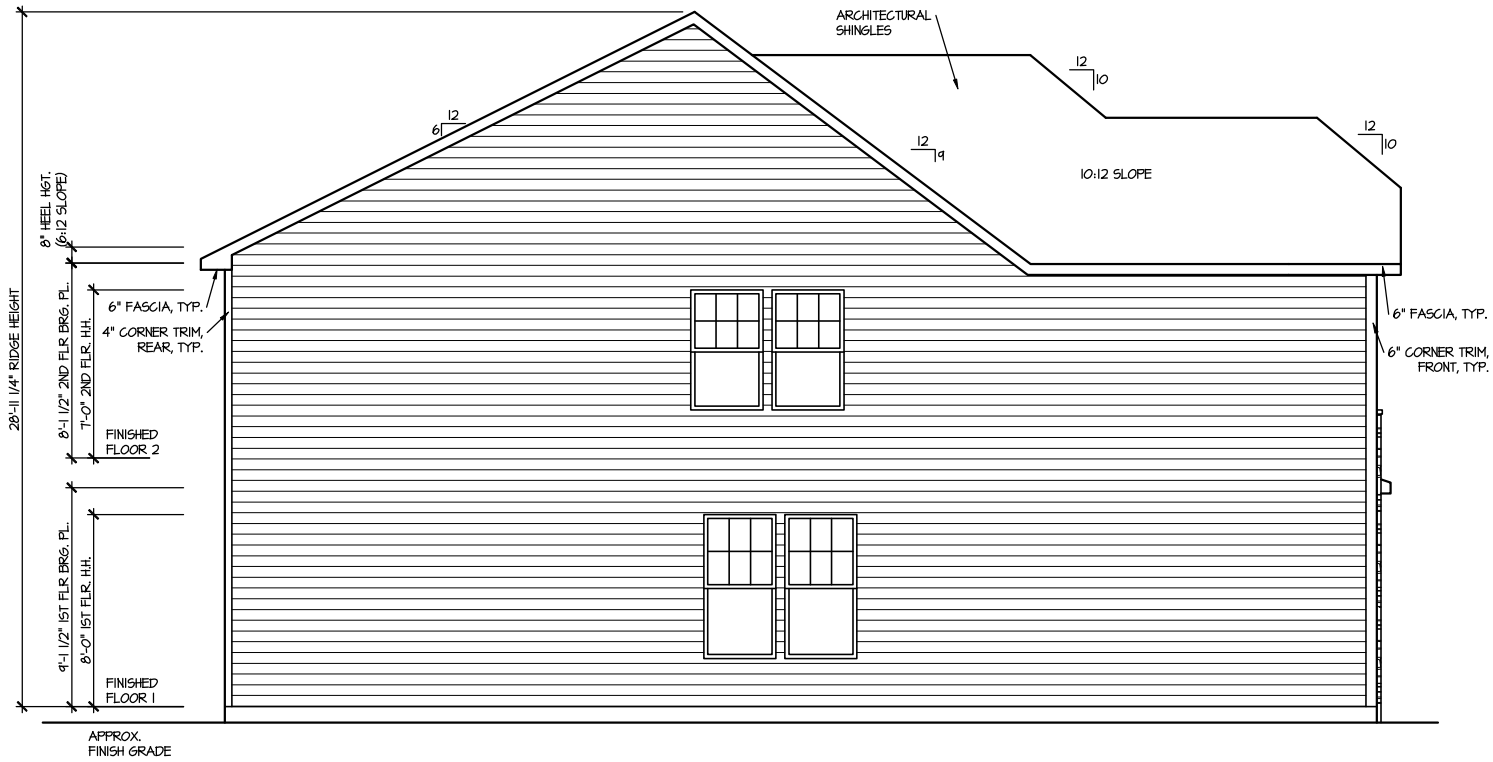 ARCHITECTURAL
SHINGLES
12
10
12
6
12
9
12
10
10:12 SLOPE
8" HEEL HGT.
(6:12 SLOPE)
28'-11 1/4" RIDGE HEIGHT
8'-1 1/2" 2ND FLR BRG. PL.
7'-0" 2ND FLR. H.H.
6" FASCIA, TYP.
4" CORNER TRIM,
REAR, TYP.
6" FASCIA, TYP.
6" CORNER TRIM,
FRONT, TYP.
FINISHED
FLOOR 2
9'-1 1/2" 1ST FLR BRG. PL.
8'-0" 1ST FLR. H.H.
FINISHED
FLOOR 1
APPROX.
FINISH GRADE